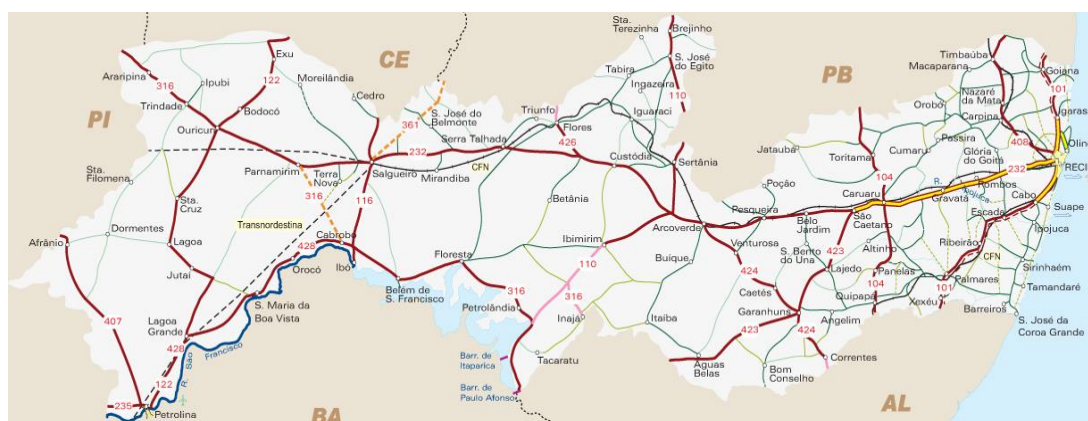 Sta.
Terezinha
Brejinho
Exu
CE
Timbaúba
Macaparana
Goiana
Araripina
316
Ipubi
122
Moreilândia
Tabira
S. José
do Egito
PB
101
Trindade
Bodocó
Cedro
Ingazeira
110
Orobó
Nazaré
da Mata
Igaras
PI
Ouricuri
361
S. José do
Belmonte
Triunfo
Iguaraci
Carpina
Serra Talhada
Flores
426
Passira
408
Olin
232
Jataúba
Toritama
Cumaru
Glória
do Goitá
Sta.
Filomena
Parnamirim
Terra
Nova
Salgueiro
Mirandiba
CFN
Custódia
Sertânia
104
232
RECI
316
116
Poção
Caruaru
R.
Ipojuca
Pombos
Gravatá
Cabo
Sta.
Cruz
Betânia
Pesqueira
Escada
Suape
Transnordestina
Arcoverde
Belo
Jardim
São
Caetano
Ipojuca
Dormentes
Cabrobó
Afrânio
Lagoa
428
Ibimirim
Venturosa
S. Bento
do Una
423
Altinho
Ribeirão
Orocó
Ibó
Floresta
110
Buique
CFN
Jutaí
424
Lajedo
Panelas
Sirinhaém
Palmares
Belém de
S. Francisco
316
316
Caetés
104
101
Tamandaré
S. Maria da
Boa Vista
Petrolândia
Quipapá
Xexéu
407
Lagoa
Grande
Inajá
Itaíba
Garanhuns
Angelim
Barreiros
S. José da
Coroa Grande
428
R. São Francisco
423
424
Barr. de
Itaparica
Tacaratu
Correntes
122
Águas
Belas
Bom
Conselho
Barr. de
Paulo Afonso
235
Petrolina
BA
AL